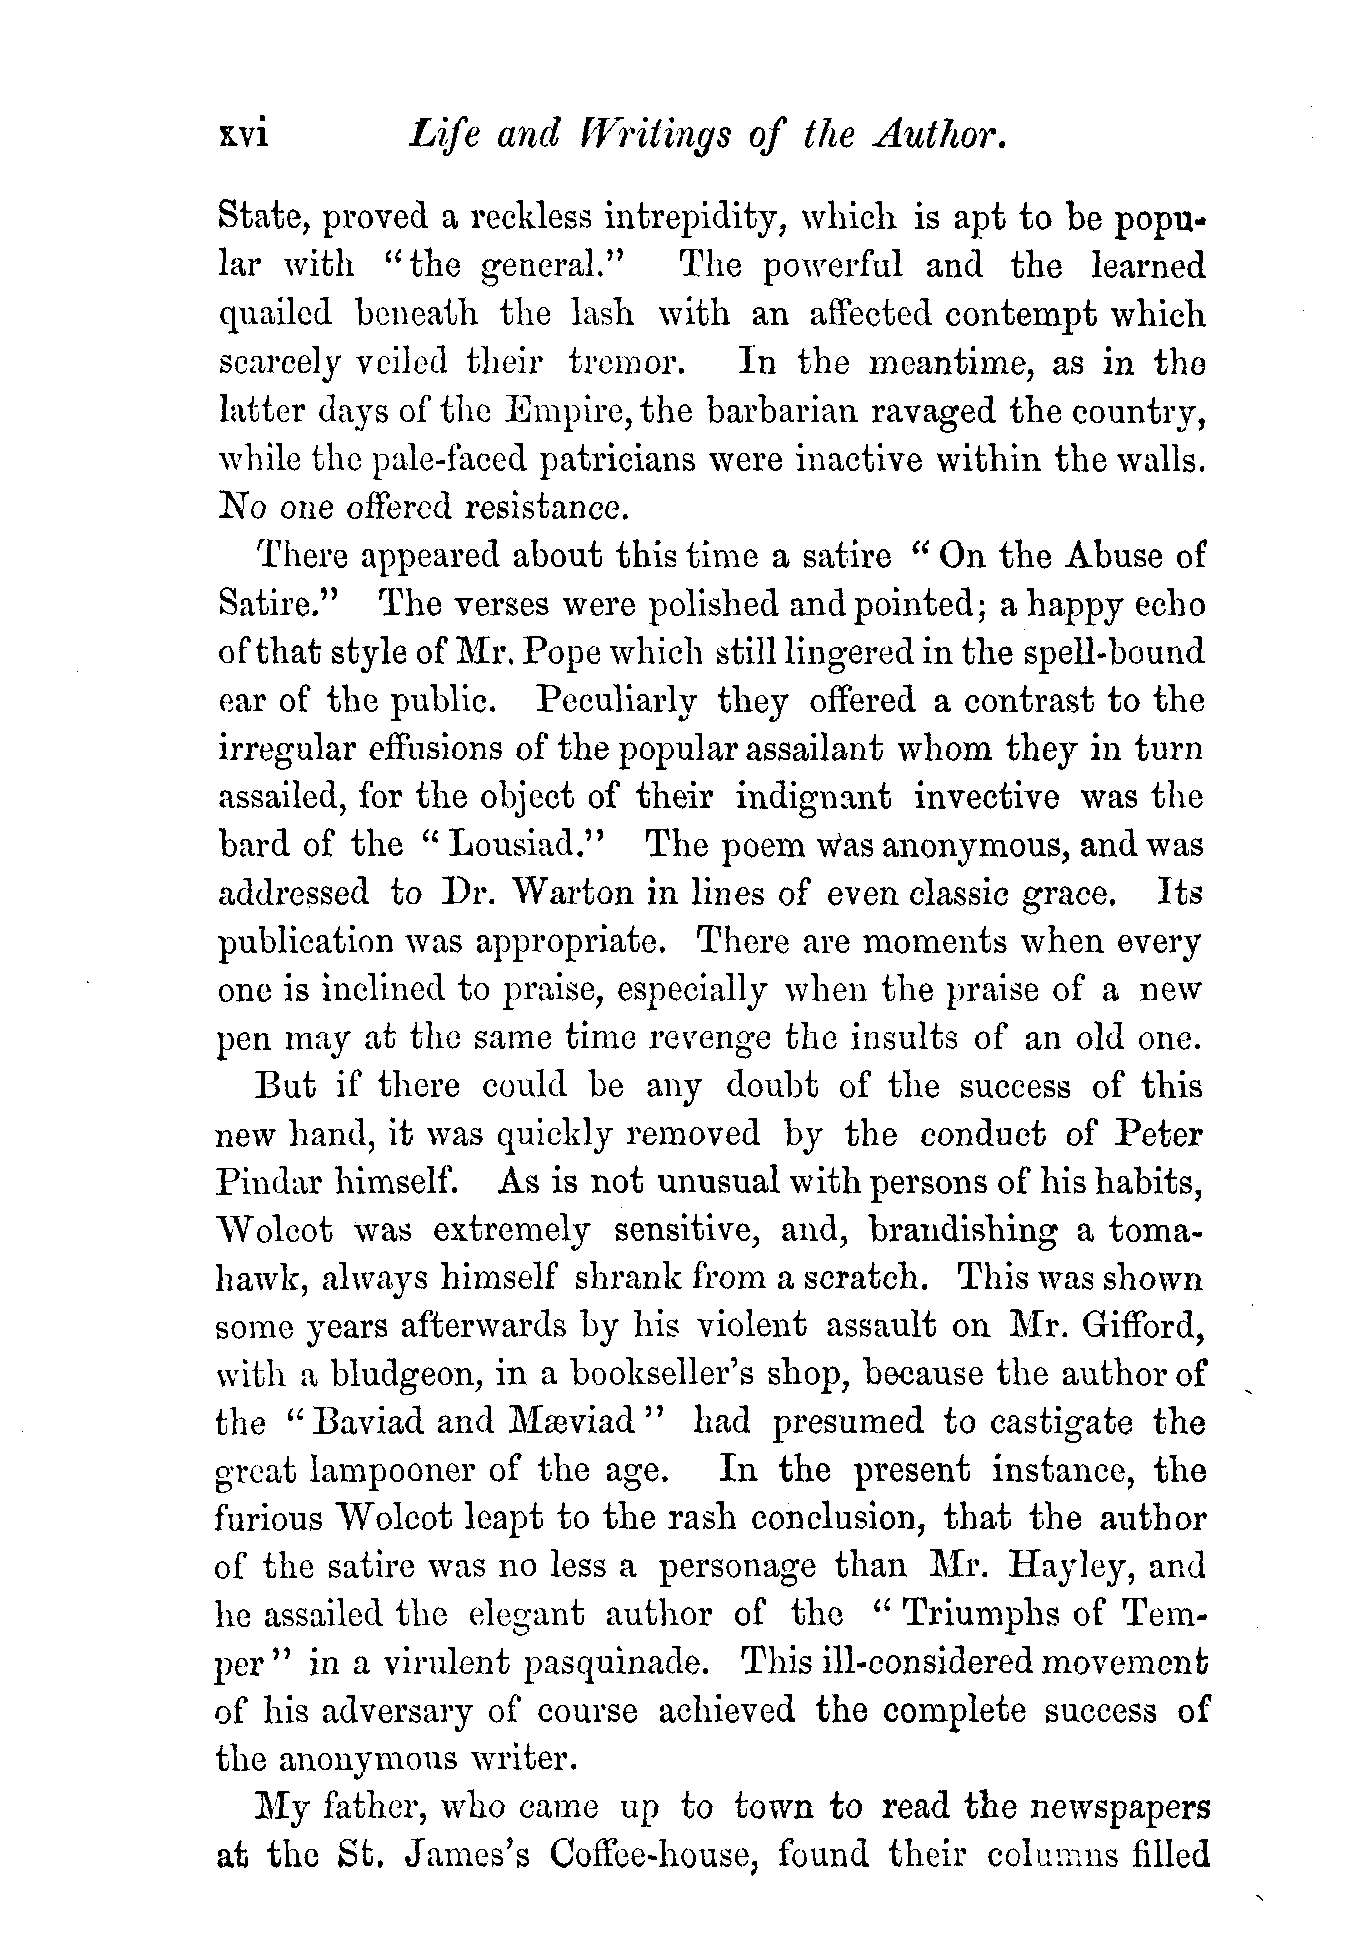 xvi Life and Writings of the Author.
State, proved a reckless intrepidity, which is apt to be popu-
lar with "the general." The powerful and the learned
quailed beneath the lash with an affected contempt which
scarcely veiled their tremor. In the meantime, as in the
latter days of the Empire, the barbarian ravaged the country,
while the pale-faced patricians were inactive within the walls.
No one offered resistance.
There appeared about this time a satire "On the Abuse of
Satire." The verses were polished and pointed; a happy echo
of that style of Mr. Pope which still lingered in the spell-bound
ear of the public. Peculiarly they offered a contrast to the
irregular effusions of the popular assailant whom they in turn
assailed, for the object of their indignant invective was the
bard of the "Lousiad." The poem was anonymous, and was
addressed to Dr. Warton in lines of even classic grace. Its
publication was appropriate. There are moments when every
one is inclined to praise, especially when the praise of a new
pen may at the same time revenge the insults of an old one.
But if there could be any doubt of the success of this
new hand, it was quickly removed by the conduct of Peter
Pindar himself. As is not unusual with persons of his habits,
Wolcot was extremely sensitive, and, brandishing a toma-
hawk, always himself shrank from a scratch. This was shown
some years afterwards by his violent assault on Mr. Gifford,
with a bludgeon, in a bookseller's shop, because the author of
the "Baviad and Mæviad" had presumed to castigate the
great lampooner of the age. In the present instance, the
furious Wolcot leapt to the rash conclusion, that the author
of the satire was no less a personage than Mr. Hayley, and
he assailed the elegant author of the "Triumphs of Tem-
per" in a virulent pasquinade. This ill-considered movement
of his adversary of course achieved the complete success of
the anonymous writer.
My father, who came up to town to read the newspapers
at the St. James's Coffee-house, found their columns filled